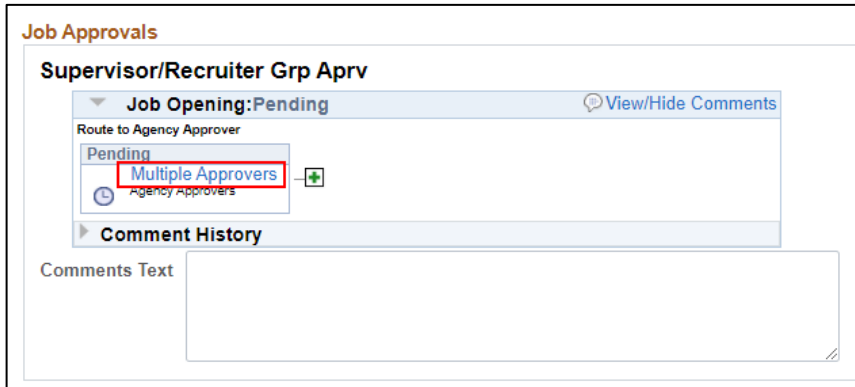 Job Approvals
Supervisor/Recruiter Grp Aprv
Job Opening:Pending View/Hide Comments
Route to Agency Approver
Pending
Multiple Approvers
Agency Approvers
Comment History
Comments Text